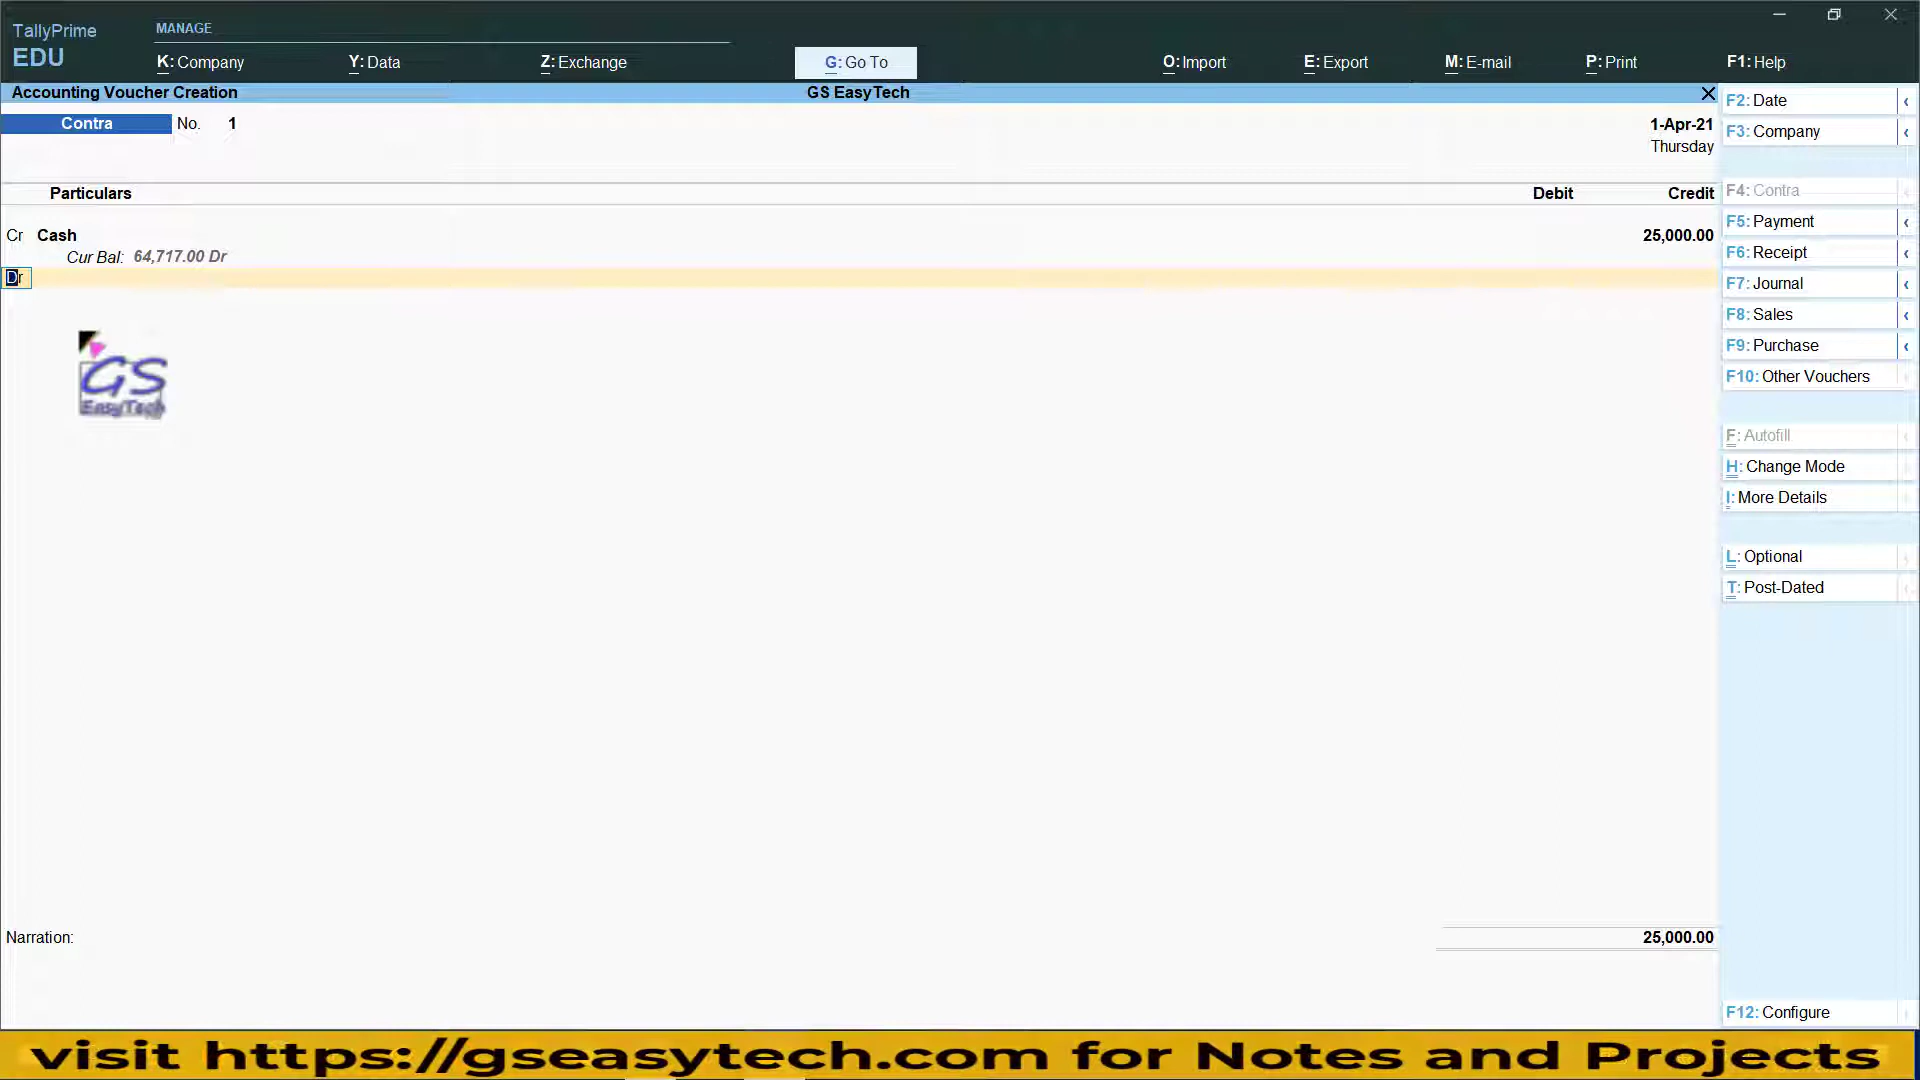 TallyPrime
EDU
MANAGE
K: Company
Y: Data
Z: Exchange
G: Go To
O: Import
E: Export
M: E-mail
P: Print
F1: Help
Accounting Voucher Creation
GS EasyTech
Contra No. 1
1-Apr-21
Thursday
Particulars
Debit
Credit
Cr Cash 25,000.00
Cur Bal: 64,717.00 Dr
Dr
GS
EasyTech
Narration:
25,000.00
F2: Date
F3: Company
F4: Contra
F5: Payment
F6: Receipt
F7: Journal
F8: Sales
F9: Purchase
F10: Other Vouchers
F: Autofill
H: Change Mode
I: More Details
L: Optional
T: Post-Dated
F12: Configure
visit https://gseasytech.com for Notes and Projects